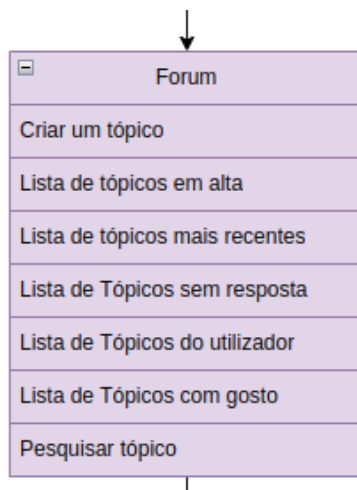 Forum
Criar um tópico
Lista de tópicos em alta
Lista de tópicos mais recentes
Lista de Tópicos sem resposta
Lista de Tópicos do utilizador
Lista de Tópicos com gosto
Pesquisar tópico